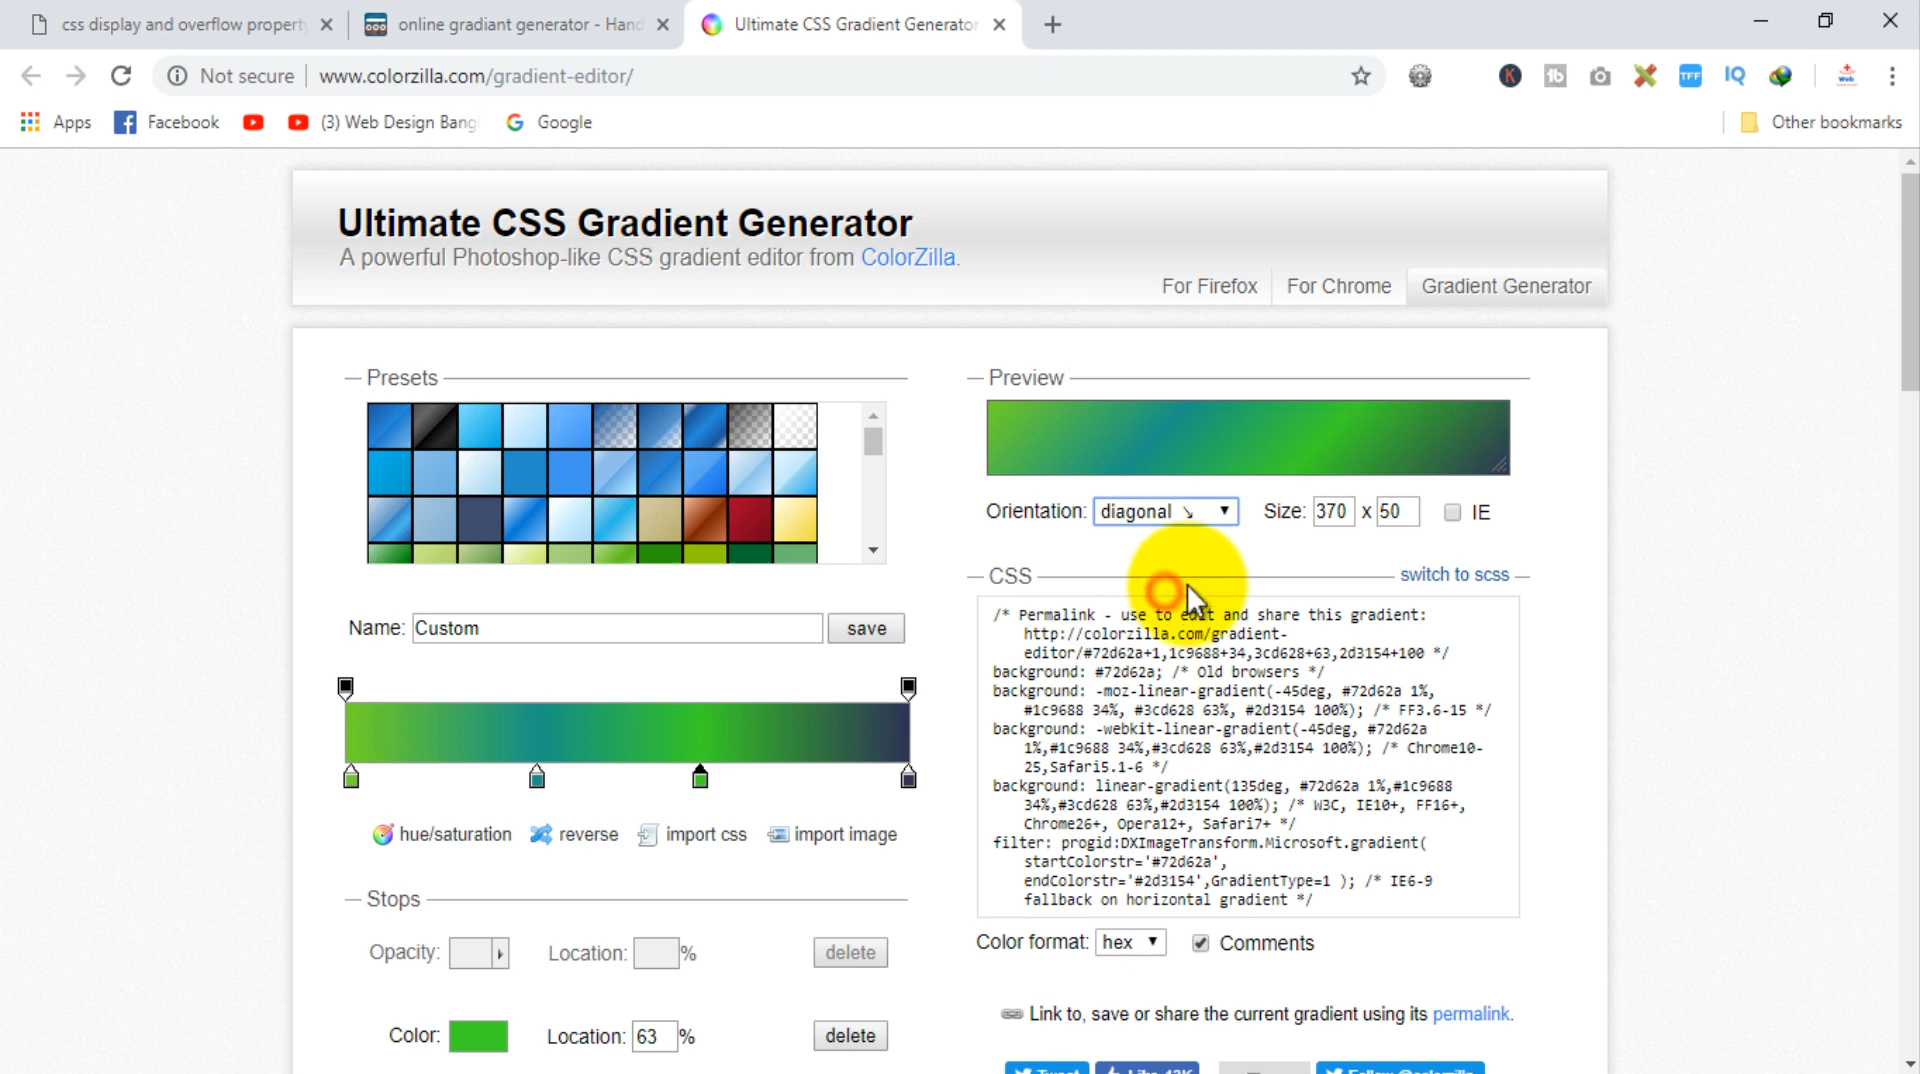 css display and overflow property
online gradiant generator - Hand
Ultimate CSS Gradient Generator
Not secure
www.colorzilla.com/gradient-editor/
Apps
Facebook
(3) Web Design Bang
Google
Other bookmarks
Ultimate CSS Gradient Generator
A powerful Photoshop-like CSS gradient editor from ColorZilla.
For Firefox
For Chrome
Gradient Generator
Presets
Preview
Orientation: diagonal ↘
Size: 370 x 50
IE
CSS
switch to scss
Name: Custom
save
/* Permalink - use to edit and share this gradient:
http://colorzilla.com/gradient-
editor/#72d62a+1,1c9688+34,3cd628+63,2d3154+100 */
background: #72d62a; /* Old browsers */
background: -moz-linear-gradient(-45deg, #72d62a 1%,
#1c9688 34%, #3cd628 63%, #2d3154 100%); /* FF3.6-15 */
background: -webkit-linear-gradient(-45deg, #72d62a
1%,#1c9688 34%,#3cd628 63%,#2d3154 100%); /* Chrome10-
25,Safari5.1-6 */
background: linear-gradient(135deg, #72d62a 1%,#1c9688
34%,#3cd628 63%,#2d3154 100%); /* W3C, IE10+, FF16+,
Chrome26+, Opera12+, Safari7+ */
filter: progid:DXImageTransform.Microsoft.gradient(
startColorstr='#72d62a',
endColorstr='#2d3154',GradientType=1 ); /* IE6-9
fallback on horizontal gradient */
hue/saturation
reverse
import css
import image
Stops
Opacity:
Location: %
delete
Color format: hex
Comments
Link to, save or share the current gradient using its permalink.
Color:
Location: 63 %
delete
Tweet
Like 13K
Follow @colorzilla